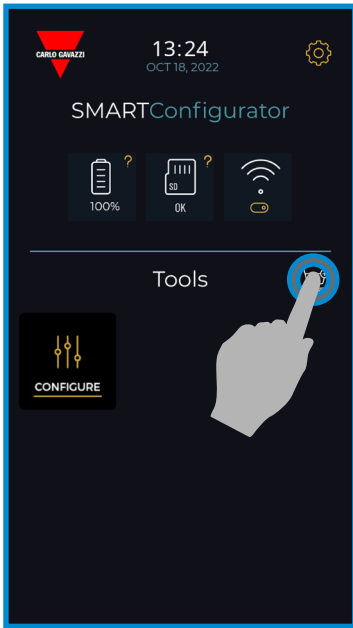 CARLO GAVAZZI
13:24
OCT 18, 2022
SMARTConfigurator
?
?
SD
100%
OK
Tools
CONFIGURE